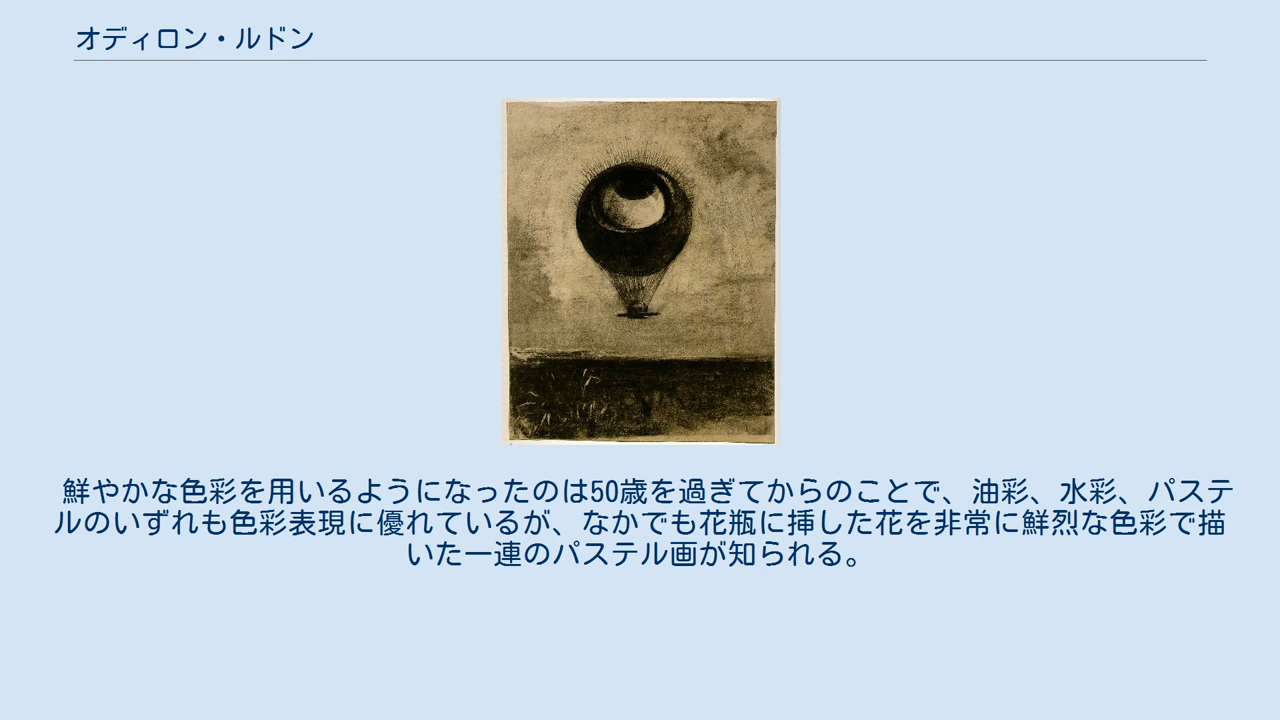 オディロン・ルドン
鮮やかな色彩を用いるようになったのは50歳を過ぎてからのことで、油彩、水彩、パステ
ルのいずれも色彩表現に優れているが、なかでも花瓶に挿した花を非常に鮮烈な色彩で描
いた一連のパステル画が知られる。